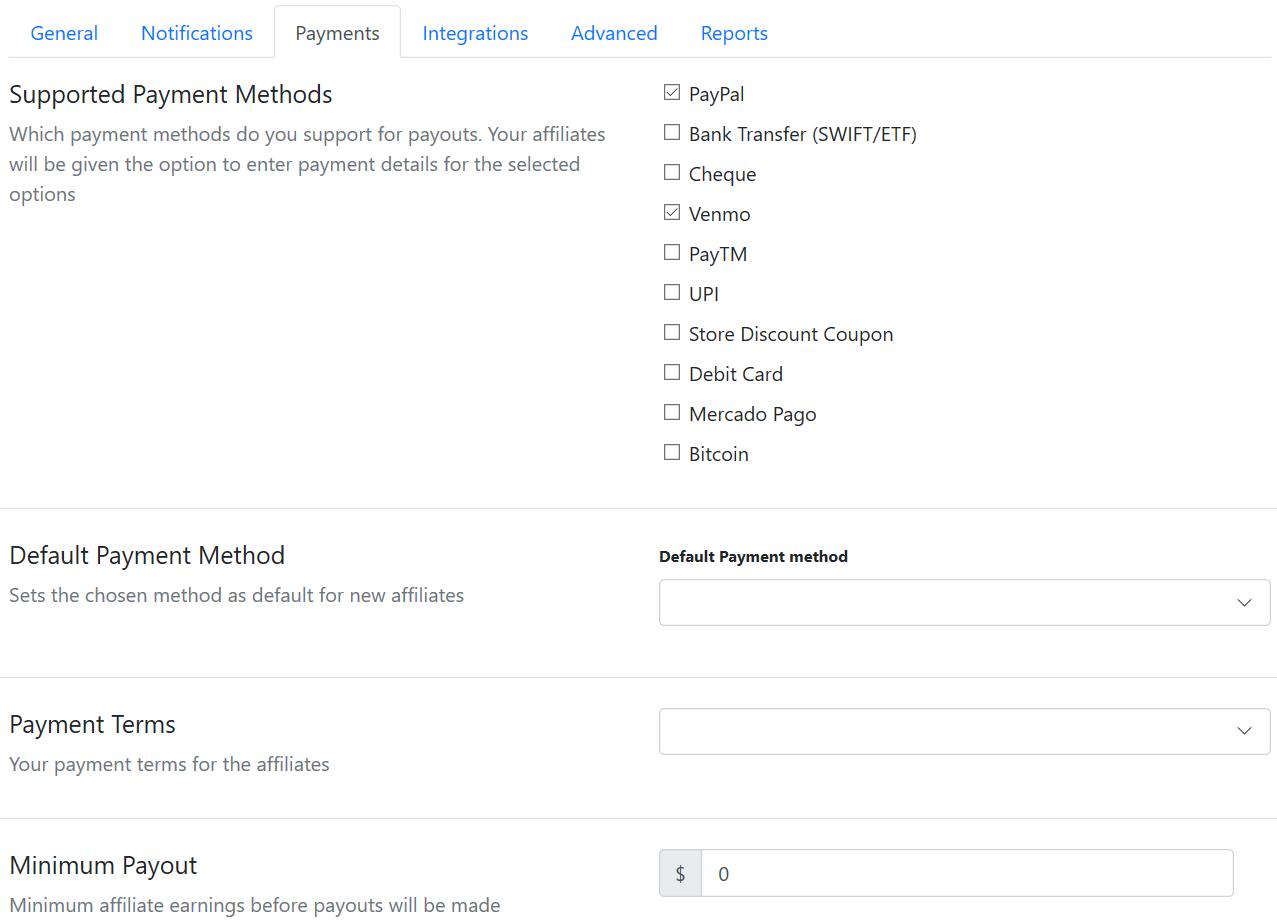 General Notifications Payments Integrations Advanced Reports
Supported Payment Methods
Which payment methods do you support for payouts. Your affiliates
will be given the option to enter payment details for the selected
options
PayPal
Bank Transfer (SWIFT/ETF)
Cheque
Venmo
PayTM
UPI
Store Discount Coupon
Debit Card
Mercado Pago
Bitcoin
Default Payment Method
Sets the chosen method as default for new affiliates
Default Payment method
Payment Terms
Your payment terms for the affiliates
Minimum Payout
Minimum affiliate earnings before payouts will be made
$ 0